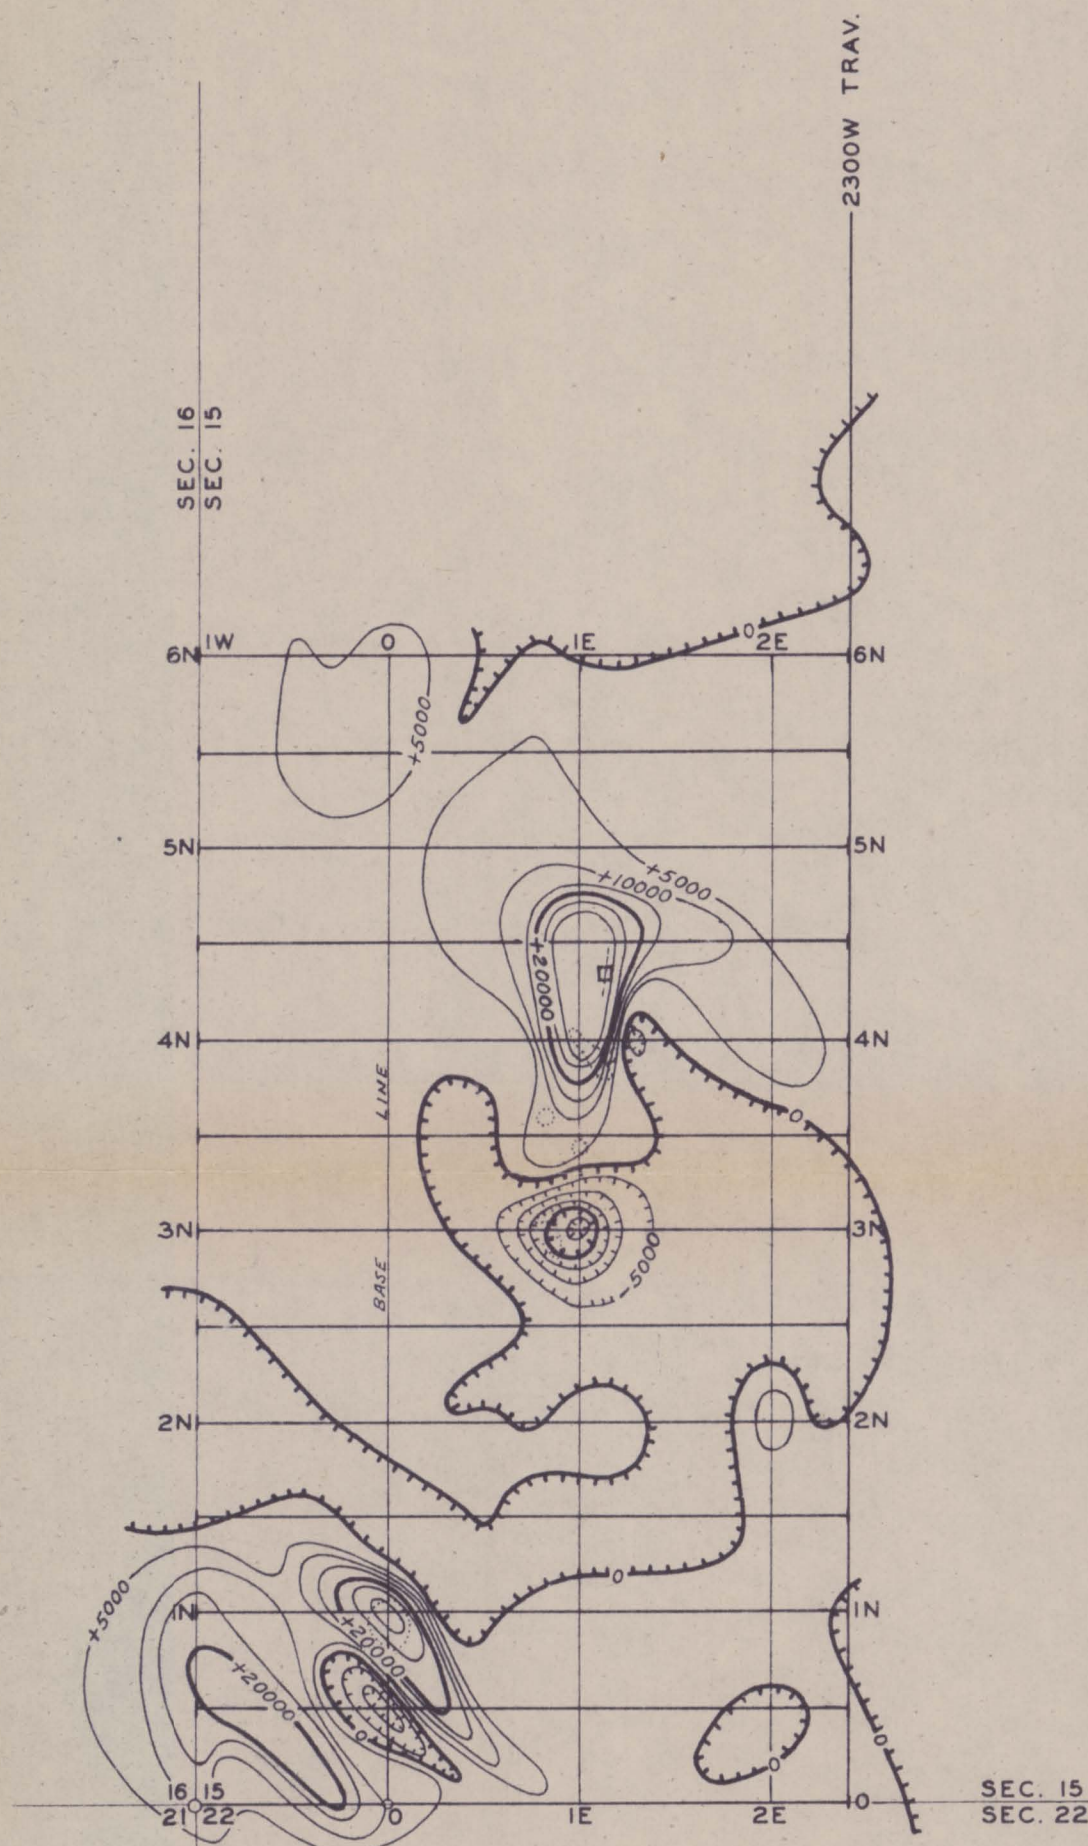 2300W TRAV.
SEC. 16
SEC. 15
6N 1W 0 1E 0 2E 6N
+5000
5N 5N
+5000
+10000
+20000
4N 4N
LINE
0
3N 3N
-5000
BASE
2N 2N
0
+5000
1N 1N
+20000
+20000
0
0
0
16 15
21 22
0 1E 2E 0
SEC. 15
SEC. 22